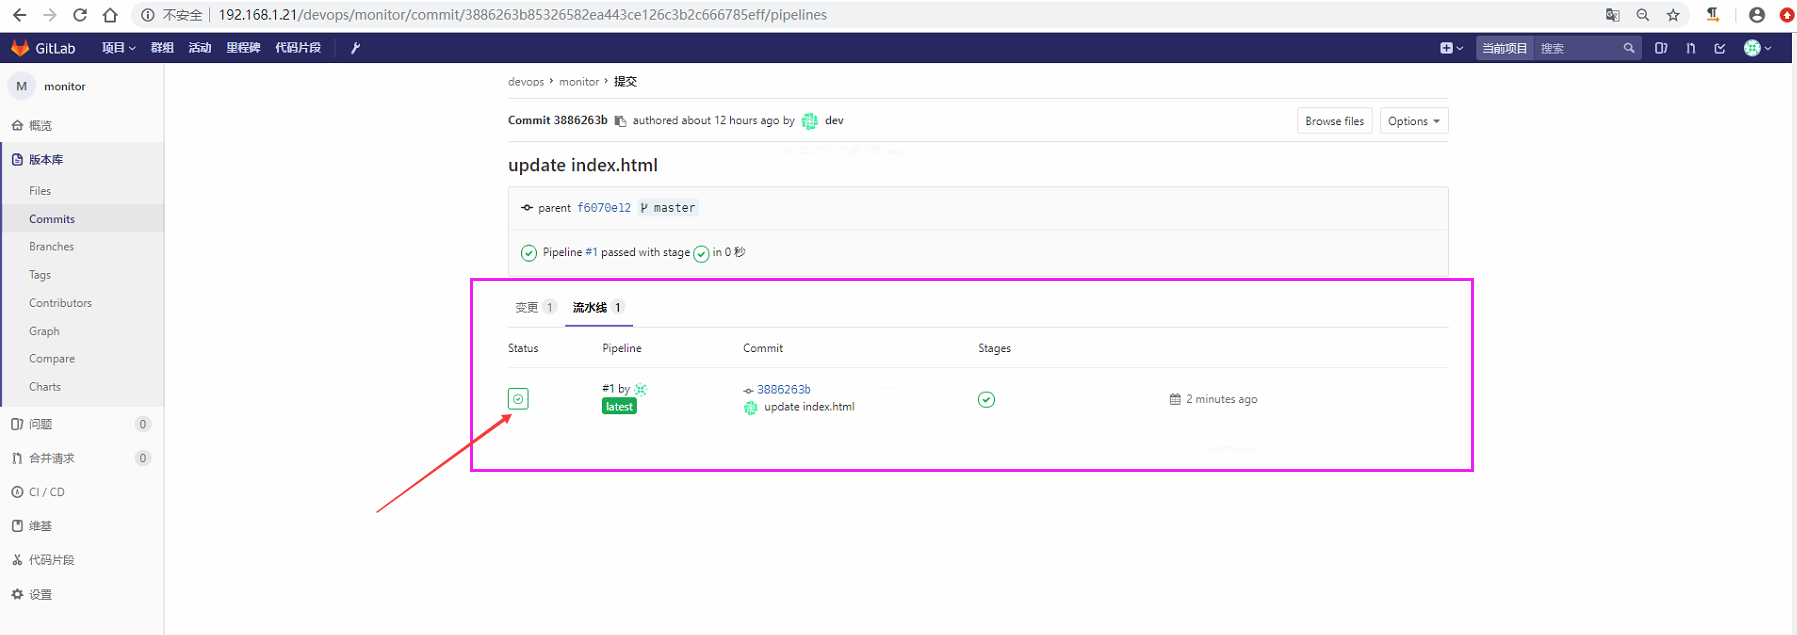 不安全 192.168.1.21/devops/monitor/commit/3886263b85326582ea443ce126c3b2c666785eff/pipelines
GitLab 项目 群组 活动 里程碑 代码片段 当前项目 搜索
M monitor
概览
版本库
Files
Commits
Branches
Tags
Contributors
Graph
Compare
Charts
问题 0
合并请求 0
CI / CD
维基
代码片段
设置
devops › monitor › 提交
Commit 3886263b authored about 12 hours ago by dev Browse files Options
update index.html
parent f6070e12 master
Pipeline #1 passed with stage in 0 秒
变更 1 流水线 1
Status Pipeline Commit Stages
#1 by 3886263b
latest update index.html
2 minutes ago